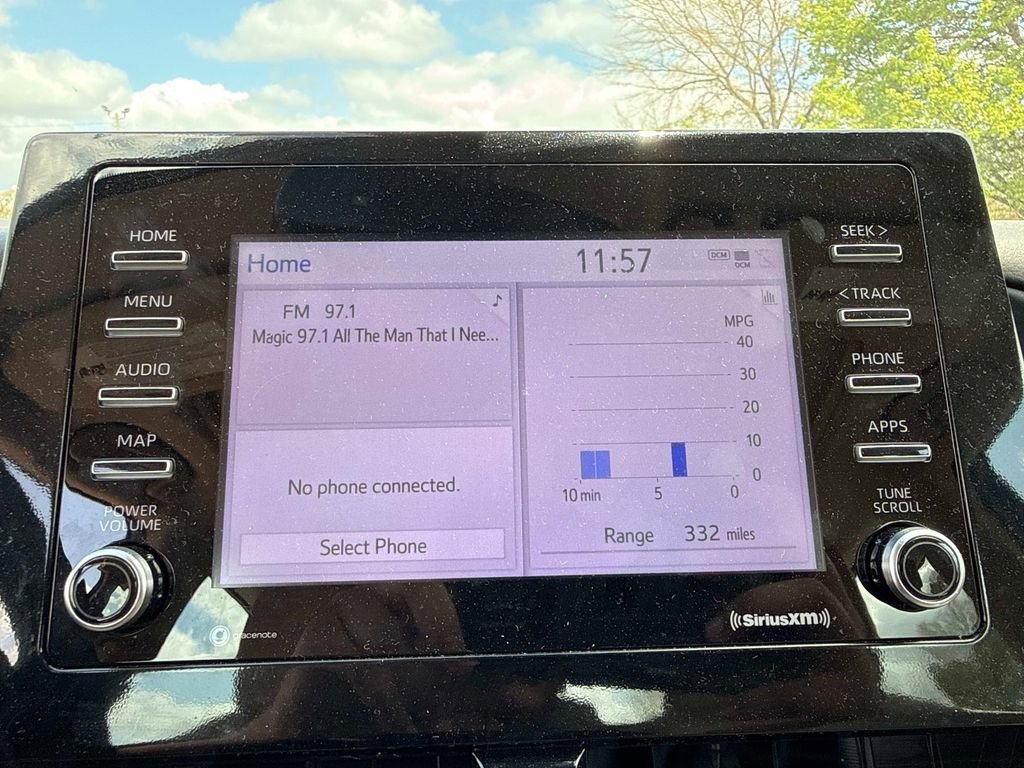 HOME
MENU
AUDIO
MAP
POWER
VOLUME
gracenote
Home
11:57
DCM
DCM
FM 97.1
Magic 97.1 All The Man That I Nee...
No phone connected.
Select Phone
MPG
40
30
20
10
0
10 min 5 0
Range 332 miles
SEEK >
< TRACK
PHONE
APPS
TUNE
SCROLL
SiriusXM